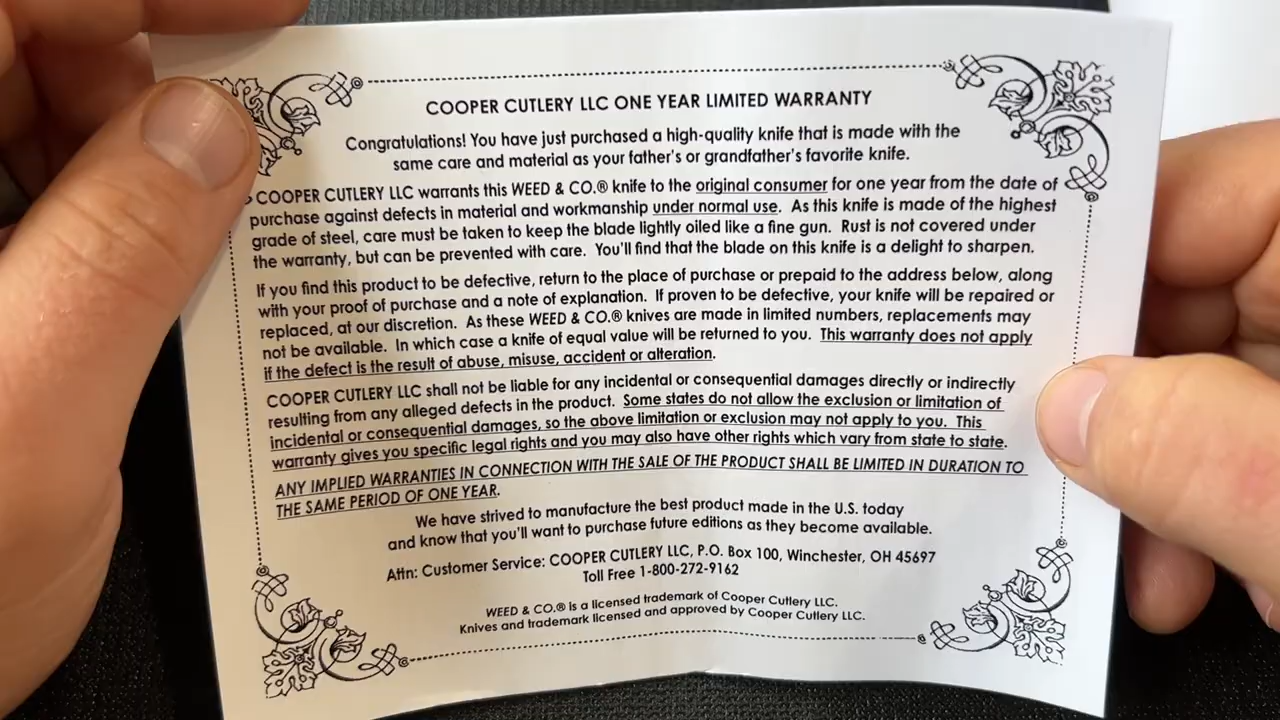 COOPER CUTLERY LLC ONE YEAR LIMITED WARRANTY
Congratulations! You have just purchased a high-quality knife that is made with the
same care and material as your father's or grandfather's favorite knife.
COOPER CUTLERY LLC warrants this WEED & CO.® knife to the original consumer for one year from the date of
purchase against defects in material and workmanship under normal use. As this knife is made of the highest
grade of steel, care must be taken to keep the blade lightly oiled like a fine gun. Rust is not covered under
the warranty, but can be prevented with care. You'll find that the blade on this knife is a delight to sharpen.
If you find this product to be defective, return to the place of purchase or prepaid to the address below, along
with your proof of purchase and a note of explanation. If proven to be defective, your knife will be repaired or
replaced, at our discretion. As these WEED & CO.® knives are made in limited numbers, replacements may
not be available. In which case a knife of equal value will be returned to you. This warranty does not apply
if the defect is the result of abuse, misuse, accident or alteration.
COOPER CUTLERY LLC shall not be liable for any incidental or consequential damages directly or indirectly
resulting from any alleged defects in the product. Some states do not allow the exclusion or limitation of
incidental or consequential damages, so the above limitation or exclusion may not apply to you. This
warranty gives you specific legal rights and you may also have other rights which vary from state to state.
ANY IMPLIED WARRANTIES IN CONNECTION WITH THE SALE OF THE PRODUCT SHALL BE LIMITED IN DURATION TO
THE SAME PERIOD OF ONE YEAR.
We have strived to manufacture the best product made in the U.S. today
and know that you'll want to purchase future editions as they become available.
Attn: Customer Service: COOPER CUTLERY LLC, P.O. Box 100, Winchester, OH 45697
Toll Free 1-800-272-9162
WEED & CO.® is a licensed trademark of Cooper Cutlery LLC.
Knives and trademark licensed and approved by Cooper Cutlery LLC.